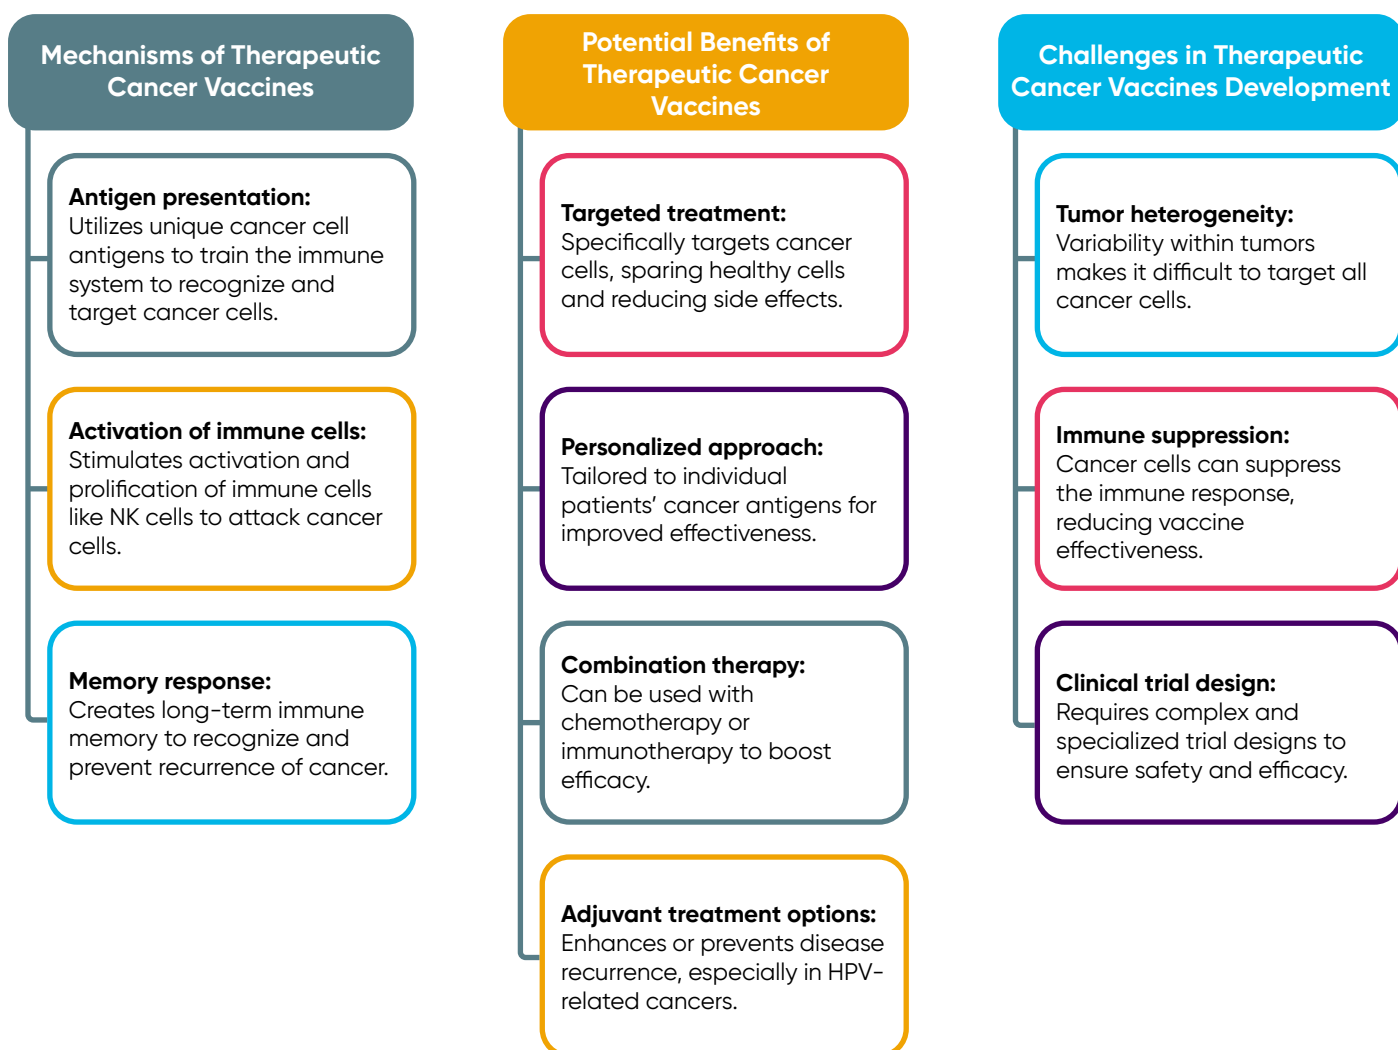 Mechanisms of Therapeutic
Cancer Vaccines
Antigen presentation:
Utilizes unique cancer cell
antigens to train the immune
system to recognize and
target cancer cells.
Activation of immune cells:
Stimulates activation and
prolification of immune cells
like NK cells to attack cancer
cells.
Memory response:
Creates long-term immune
memory to recognize and
prevent recurrence of cancer.
Potential Benefits of
Therapeutic Cancer
Vaccines
Targeted treatment:
Specifically targets cancer
cells, sparing healthy cells
and reducing side effects.
Personalized approach:
Tailored to individual
patients’ cancer antigens for
improved effectiveness.
Combination therapy:
Can be used with
chemotherapy or
immunotherapy to boost
efficacy.
Adjuvant treatment options:
Enhances or prevents disease
recurrence, especially in HPV-
related cancers.
Challenges in Therapeutic
Cancer Vaccines Development
Tumor heterogeneity:
Variability within tumors
makes it difficult to target all
cancer cells.
Immune suppression:
Cancer cells can suppress
the immune response,
reducing vaccine
effectiveness.
Clinical trial design:
Requires complex and
specialized trial designs to
ensure safety and efficacy.